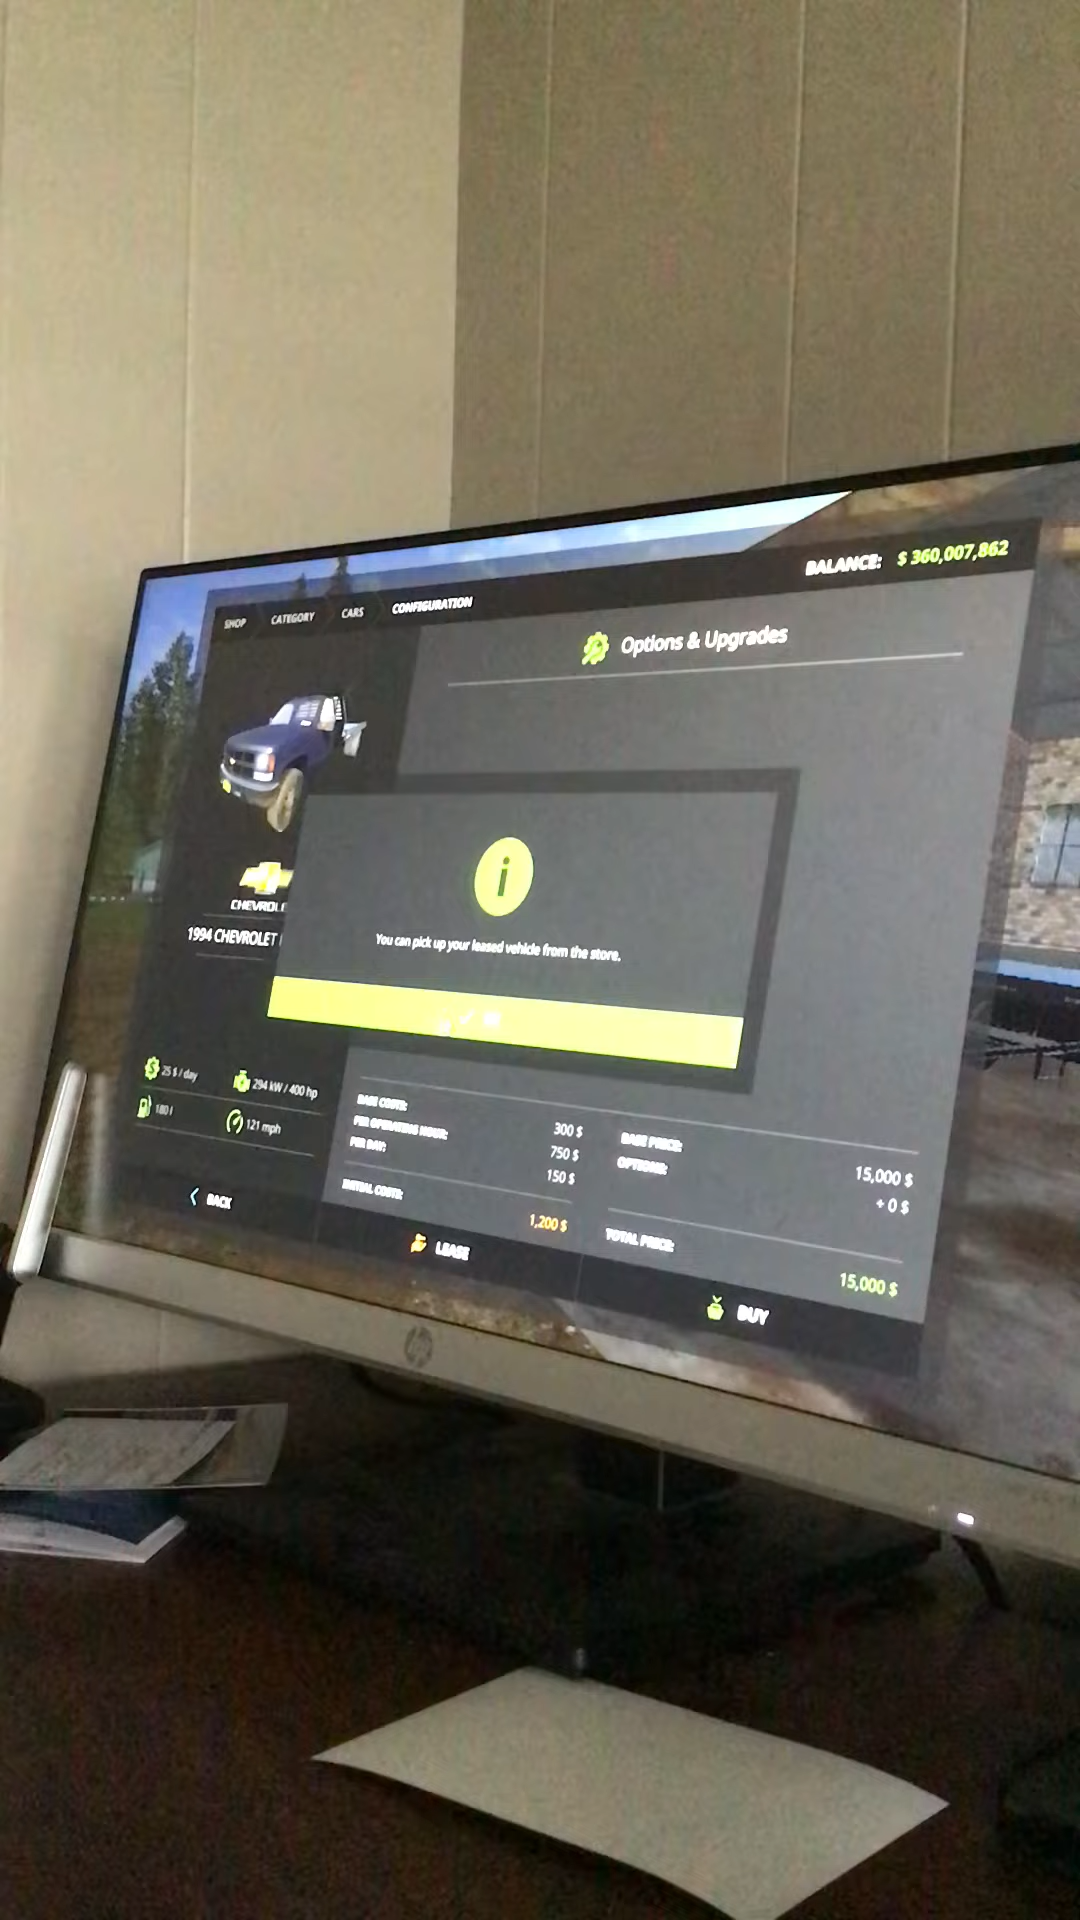 BALANCE: $ 360,007,862
SHOP CATEGORY CARS CONFIGURATION
Options & Upgrades
CHEVROLE
1994 CHEVROLET
i
You can pick up your leased vehicle from the store.
25 $ / day
294 kW / 400 hp
180 l
121 mph
BASE COSTS: 300 $
PER OPERATING HOUR: 750 $
PER DAY: 150 $
INITIAL COSTS: 1,200 $
BASE PRICE: 15,000 $
OPTIONS: + 0 $
TOTAL PRICE: 15,000 $
BACK
LEASE
BUY
hp